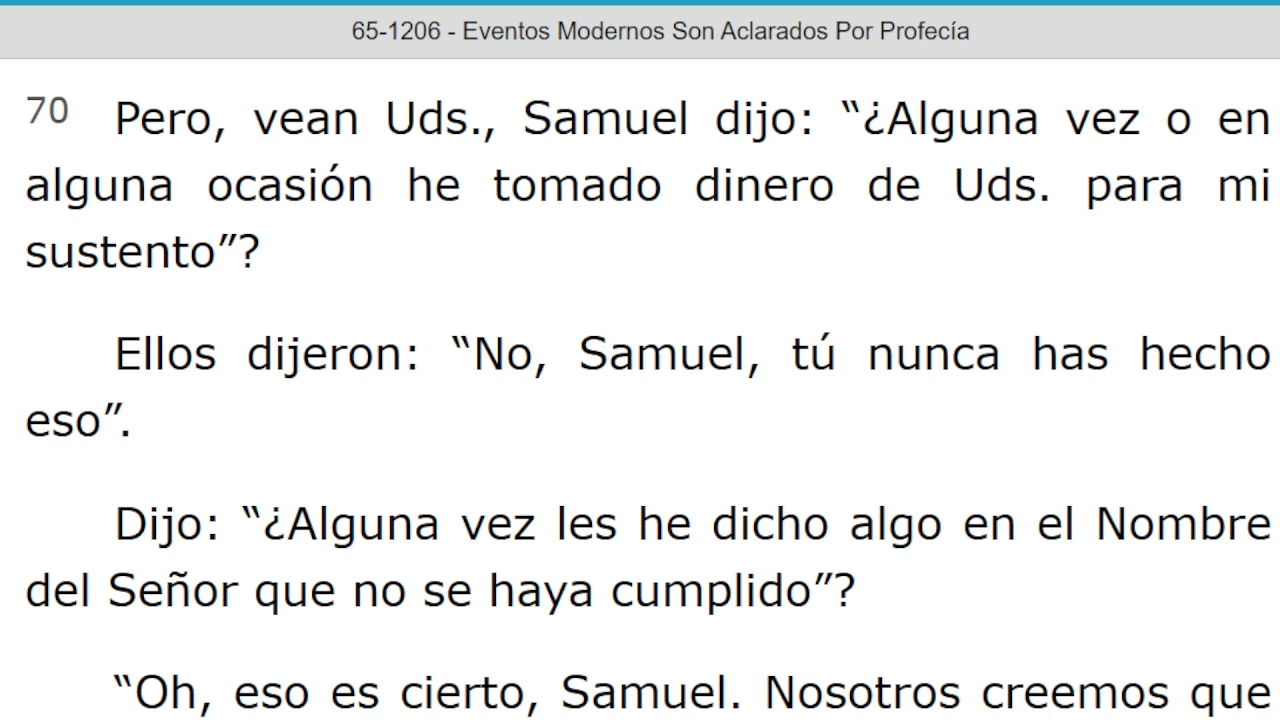 65-1206 - Eventos Modernos Son Aclarados Por Profecía
70 Pero, vean Uds., Samuel dijo: “¿Alguna vez o en
alguna ocasión he tomado dinero de Uds. para mi
sustento”?
Ellos dijeron: “No, Samuel, tú nunca has hecho
eso”.
Dijo: “¿Alguna vez les he dicho algo en el Nombre
del Señor que no se haya cumplido”?
“Oh, eso es cierto, Samuel. Nosotros creemos que